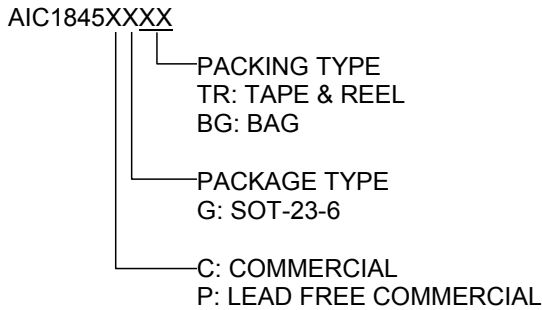 AIC1845XXXX
PACKING TYPE
TR: TAPE & REEL
BG: BAG
PACKAGE TYPE
G: SOT-23-6
C: COMMERCIAL
P: LEAD FREE COMMERCIAL